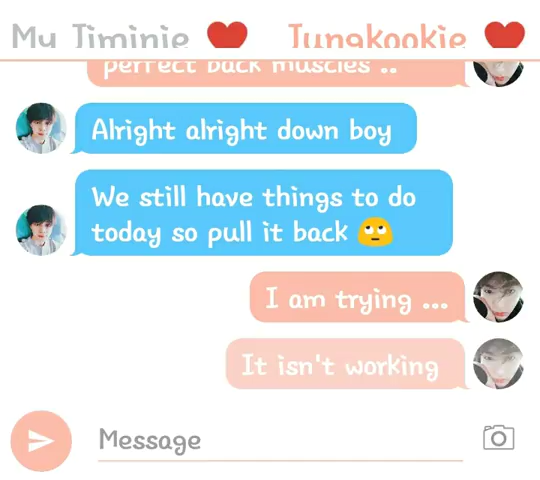 My Jiminie ❤ Jungkookie ❤
perfect back muscles ..
Alright alright down boy
We still have things to do
today so pull it back 🙄
I am trying ...
It isn't working
Message